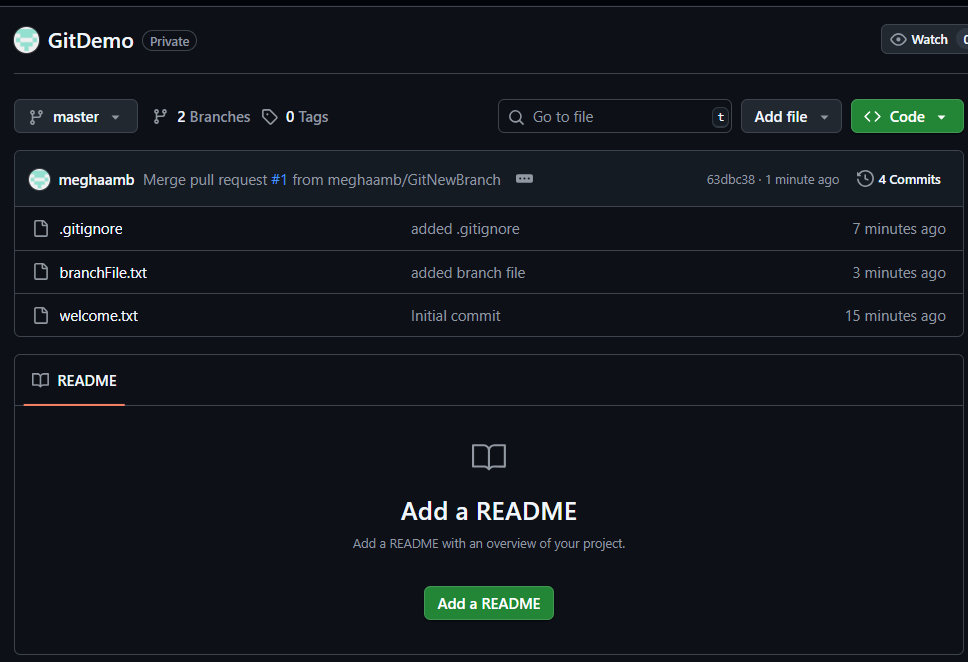 GitDemo Private Watch
master 2 Branches 0 Tags Go to file t Add file <> Code
meghaamb Merge pull request #1 from meghaamb/GitNewBranch 63dbc38 · 1 minute ago 4 Commits
.gitignore added .gitignore 7 minutes ago
branchFile.txt added branch file 3 minutes ago
welcome.txt Initial commit 15 minutes ago
README
Add a README
Add a README with an overview of your project.
Add a README